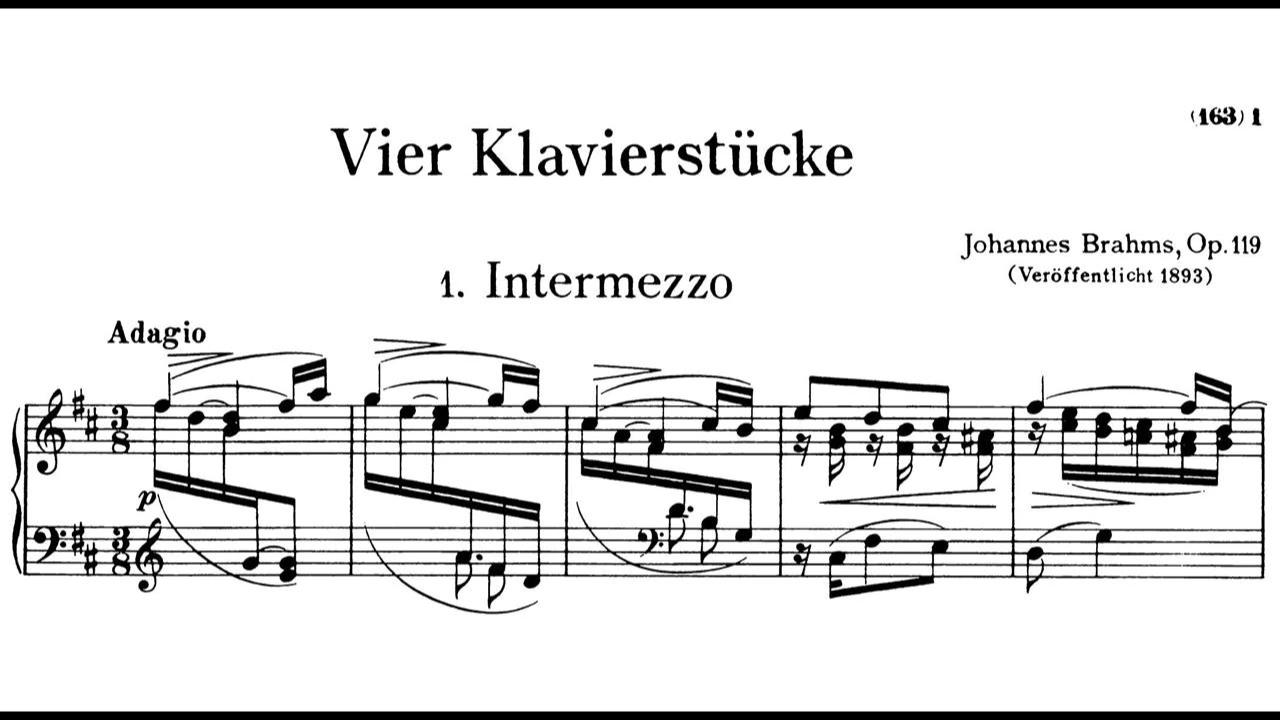 (163) 1
Vier Klavierstücke
Johannes Brahms, Op. 119
(Veröffentlicht 1893)
1. Intermezzo
Adagio
p